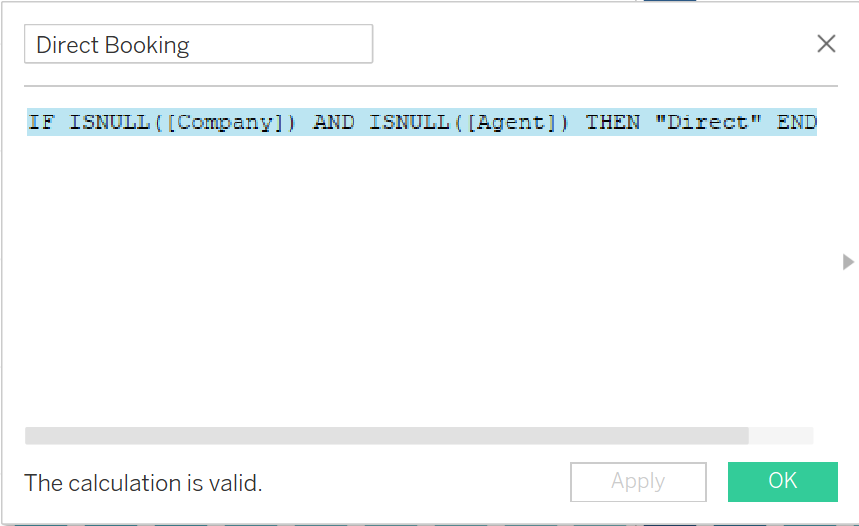 Direct Booking
IF ISNULL([Company]) AND ISNULL([Agent]) THEN "Direct" END
The calculation is valid.
Apply
OK